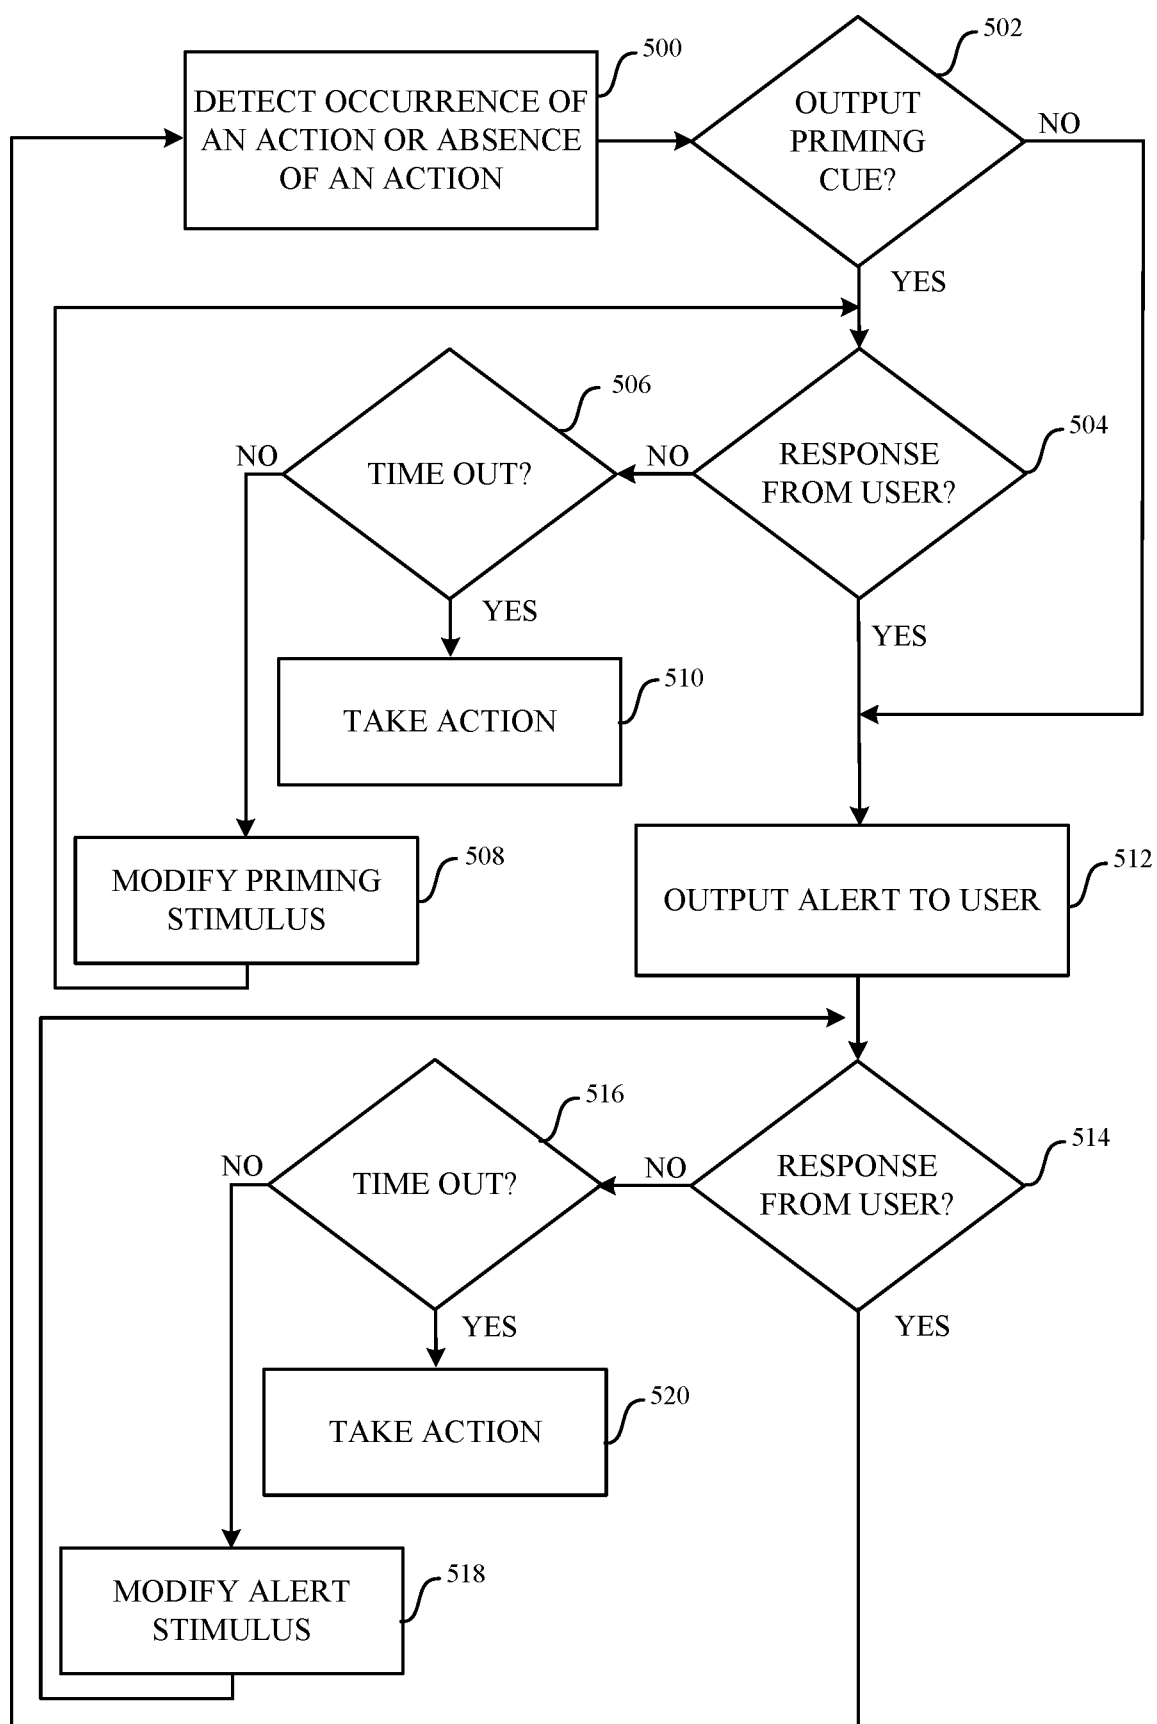 500
DETECT OCCURRENCE OF
AN ACTION OR ABSENCE
OF AN ACTION
502
OUTPUT
PRIMING
CUE?
NO
YES
504
RESPONSE
FROM USER?
NO
YES
506
TIME OUT?
NO
YES
510
TAKE ACTION
508
MODIFY PRIMING
STIMULUS
512
OUTPUT ALERT TO USER
514
RESPONSE
FROM USER?
NO
YES
516
TIME OUT?
NO
YES
520
TAKE ACTION
518
MODIFY ALERT
STIMULUS